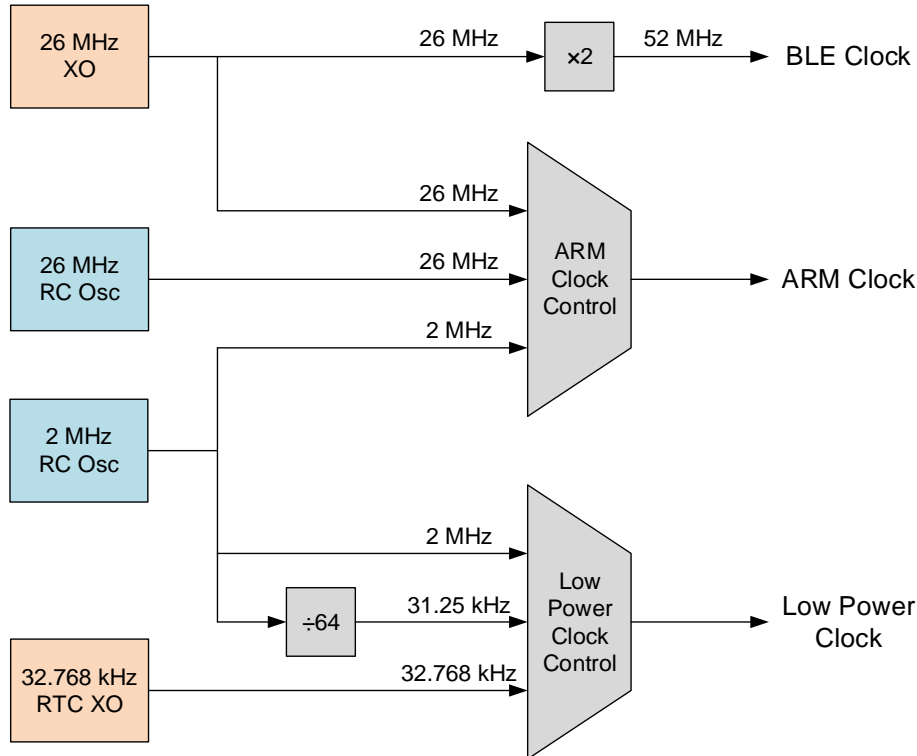 26 MHz
XO
26 MHz
×2
52 MHz
BLE Clock
26 MHz
26 MHz
RC Osc
26 MHz
ARM
Clock
Control
ARM Clock
2 MHz
2 MHz
RC Osc
2 MHz
÷64
31.25 kHz
Low
Power
Clock
Control
Low Power
Clock
32.768 kHz
RTC XO
32.768 kHz